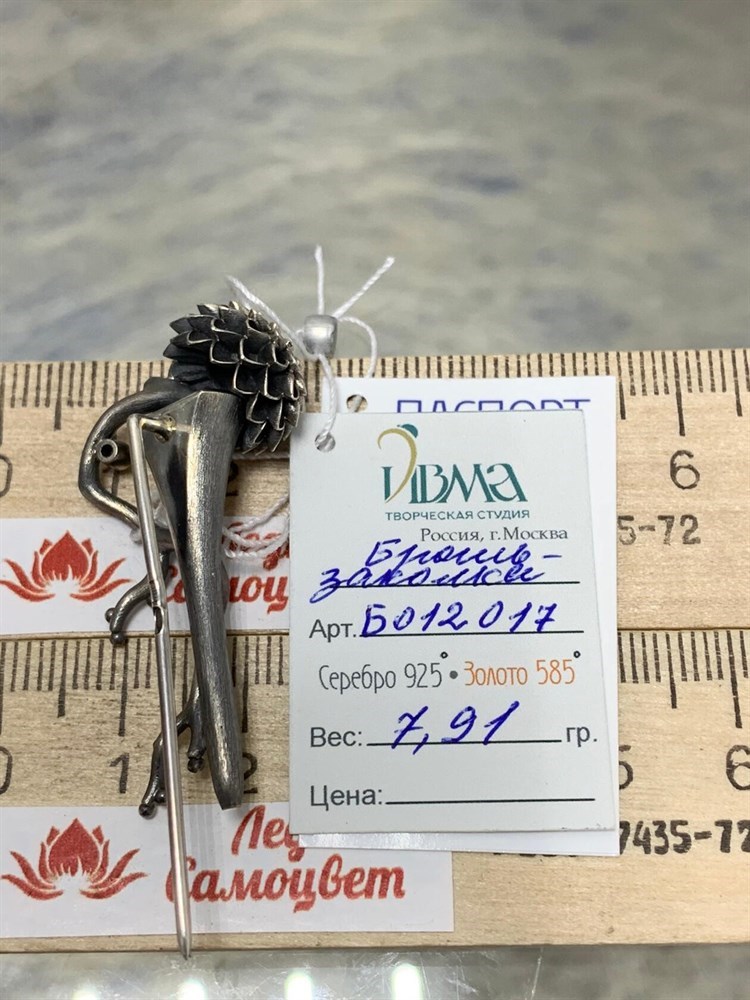 ПАСПОРТ
ИВМА
ТВОРЧЕСКАЯ СТУДИЯ
Россия, г.Москва
Брошь-
заколка
Арт. Б012017
Серебро 925° • Золото 585°
Вес: 7,91 гр.
Цена:
0 6
5-72
0 1 2 5 6
7435-72
Самоцвет